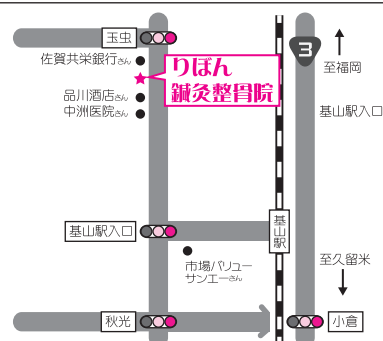 玉虫
佐賀共栄銀行さん
りぼん
鍼灸整骨院
品川酒店さん
中洲医院さん
3
至福岡
基山駅入口
基山駅入口
基山駅
市場バリュー
サンエーさん
至久留米
秋光
小倉